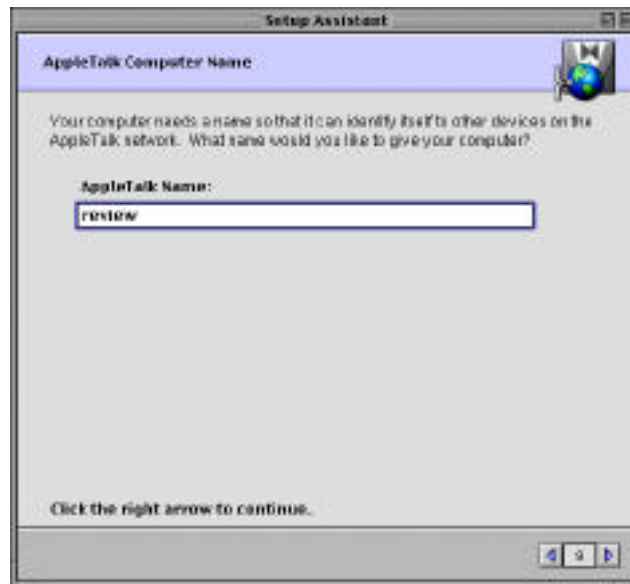 Setup Assistant
AppleTalk Computer Name
Your computer needs a name so that it can identify itself to other devices on the
AppleTalk network. What name would you like to give your computer?
AppleTalk Name:
review
Click the right arrow to continue.